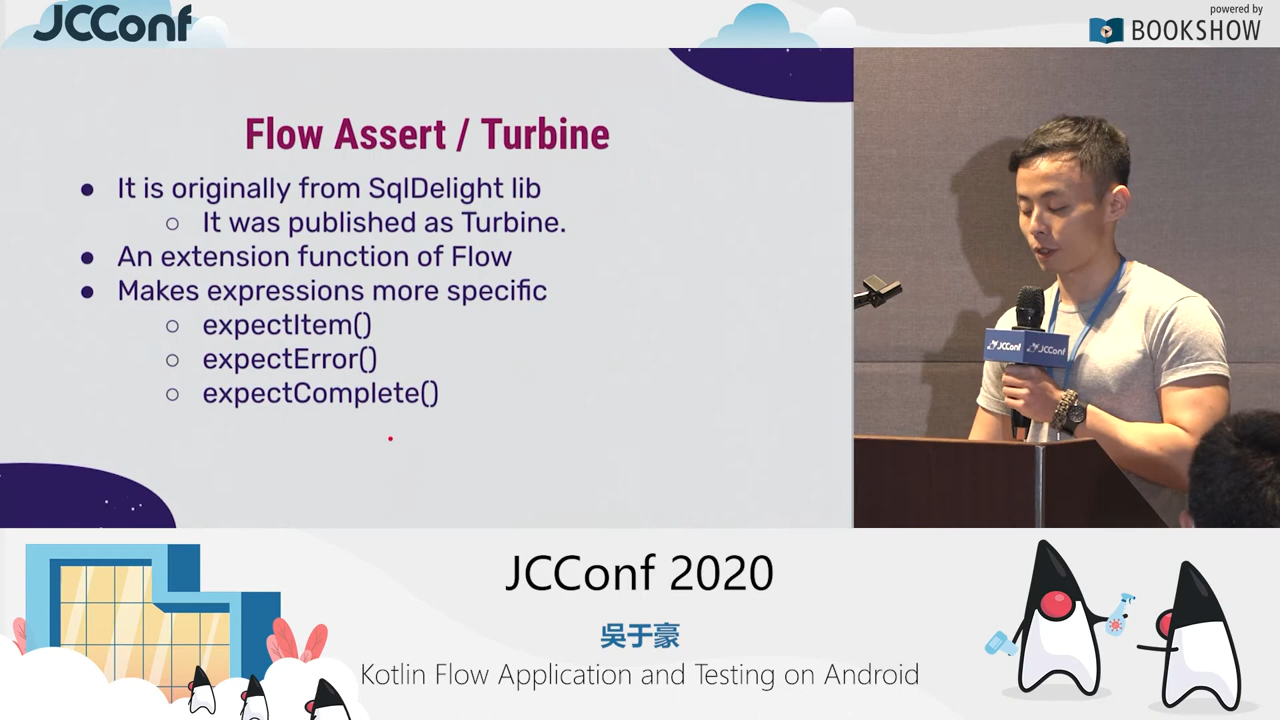 JCConf
powered by
BOOKSHOW
Flow Assert / Turbine
● It is originally from SqlDelight lib
○ It was published as Turbine.
● An extension function of Flow
● Makes expressions more specific
○ expectItem()
○ expectError()
○ expectComplete()
JCConf JCConf
JCConf 2020
吳于豪
Kotlin Flow Application and Testing on Android